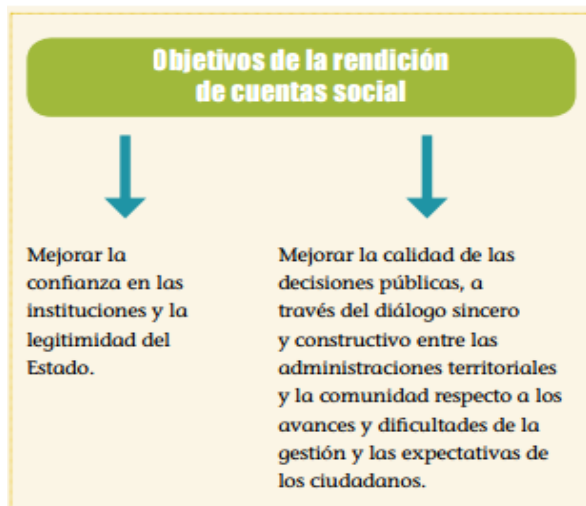 Objetivos de la rendición
de cuentas social
Mejorar la
confianza en las
instituciones y la
legitimidad del
Estado.
Mejorar la calidad de las
decisiones públicas, a
través del diálogo sincero
y constructivo entre las
administraciones territoriales
y la comunidad respecto a los
avances y dificultades de la
gestión y las expectativas de
los ciudadanos.